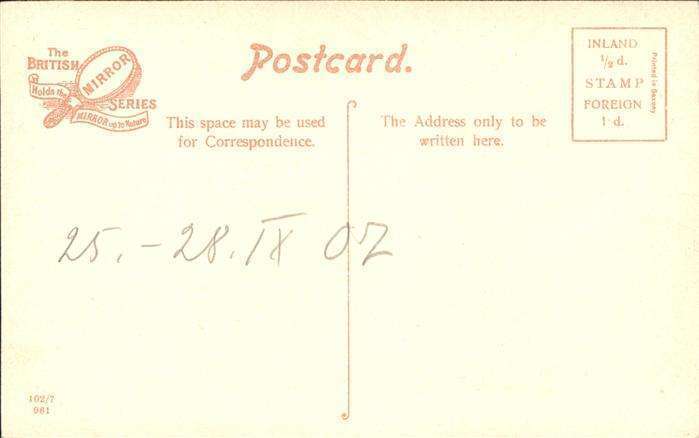 The
BRITISH
MIRROR
SERIES
Holds the
MIRROR up to Nature
Postcard.
INLAND
½ d.
STAMP
FOREIGN
1 d.
Printed in Saxony
This space may be used
for Correspondence.
The Address only to be
written here.
25. - 28. IX 07
102/7
961